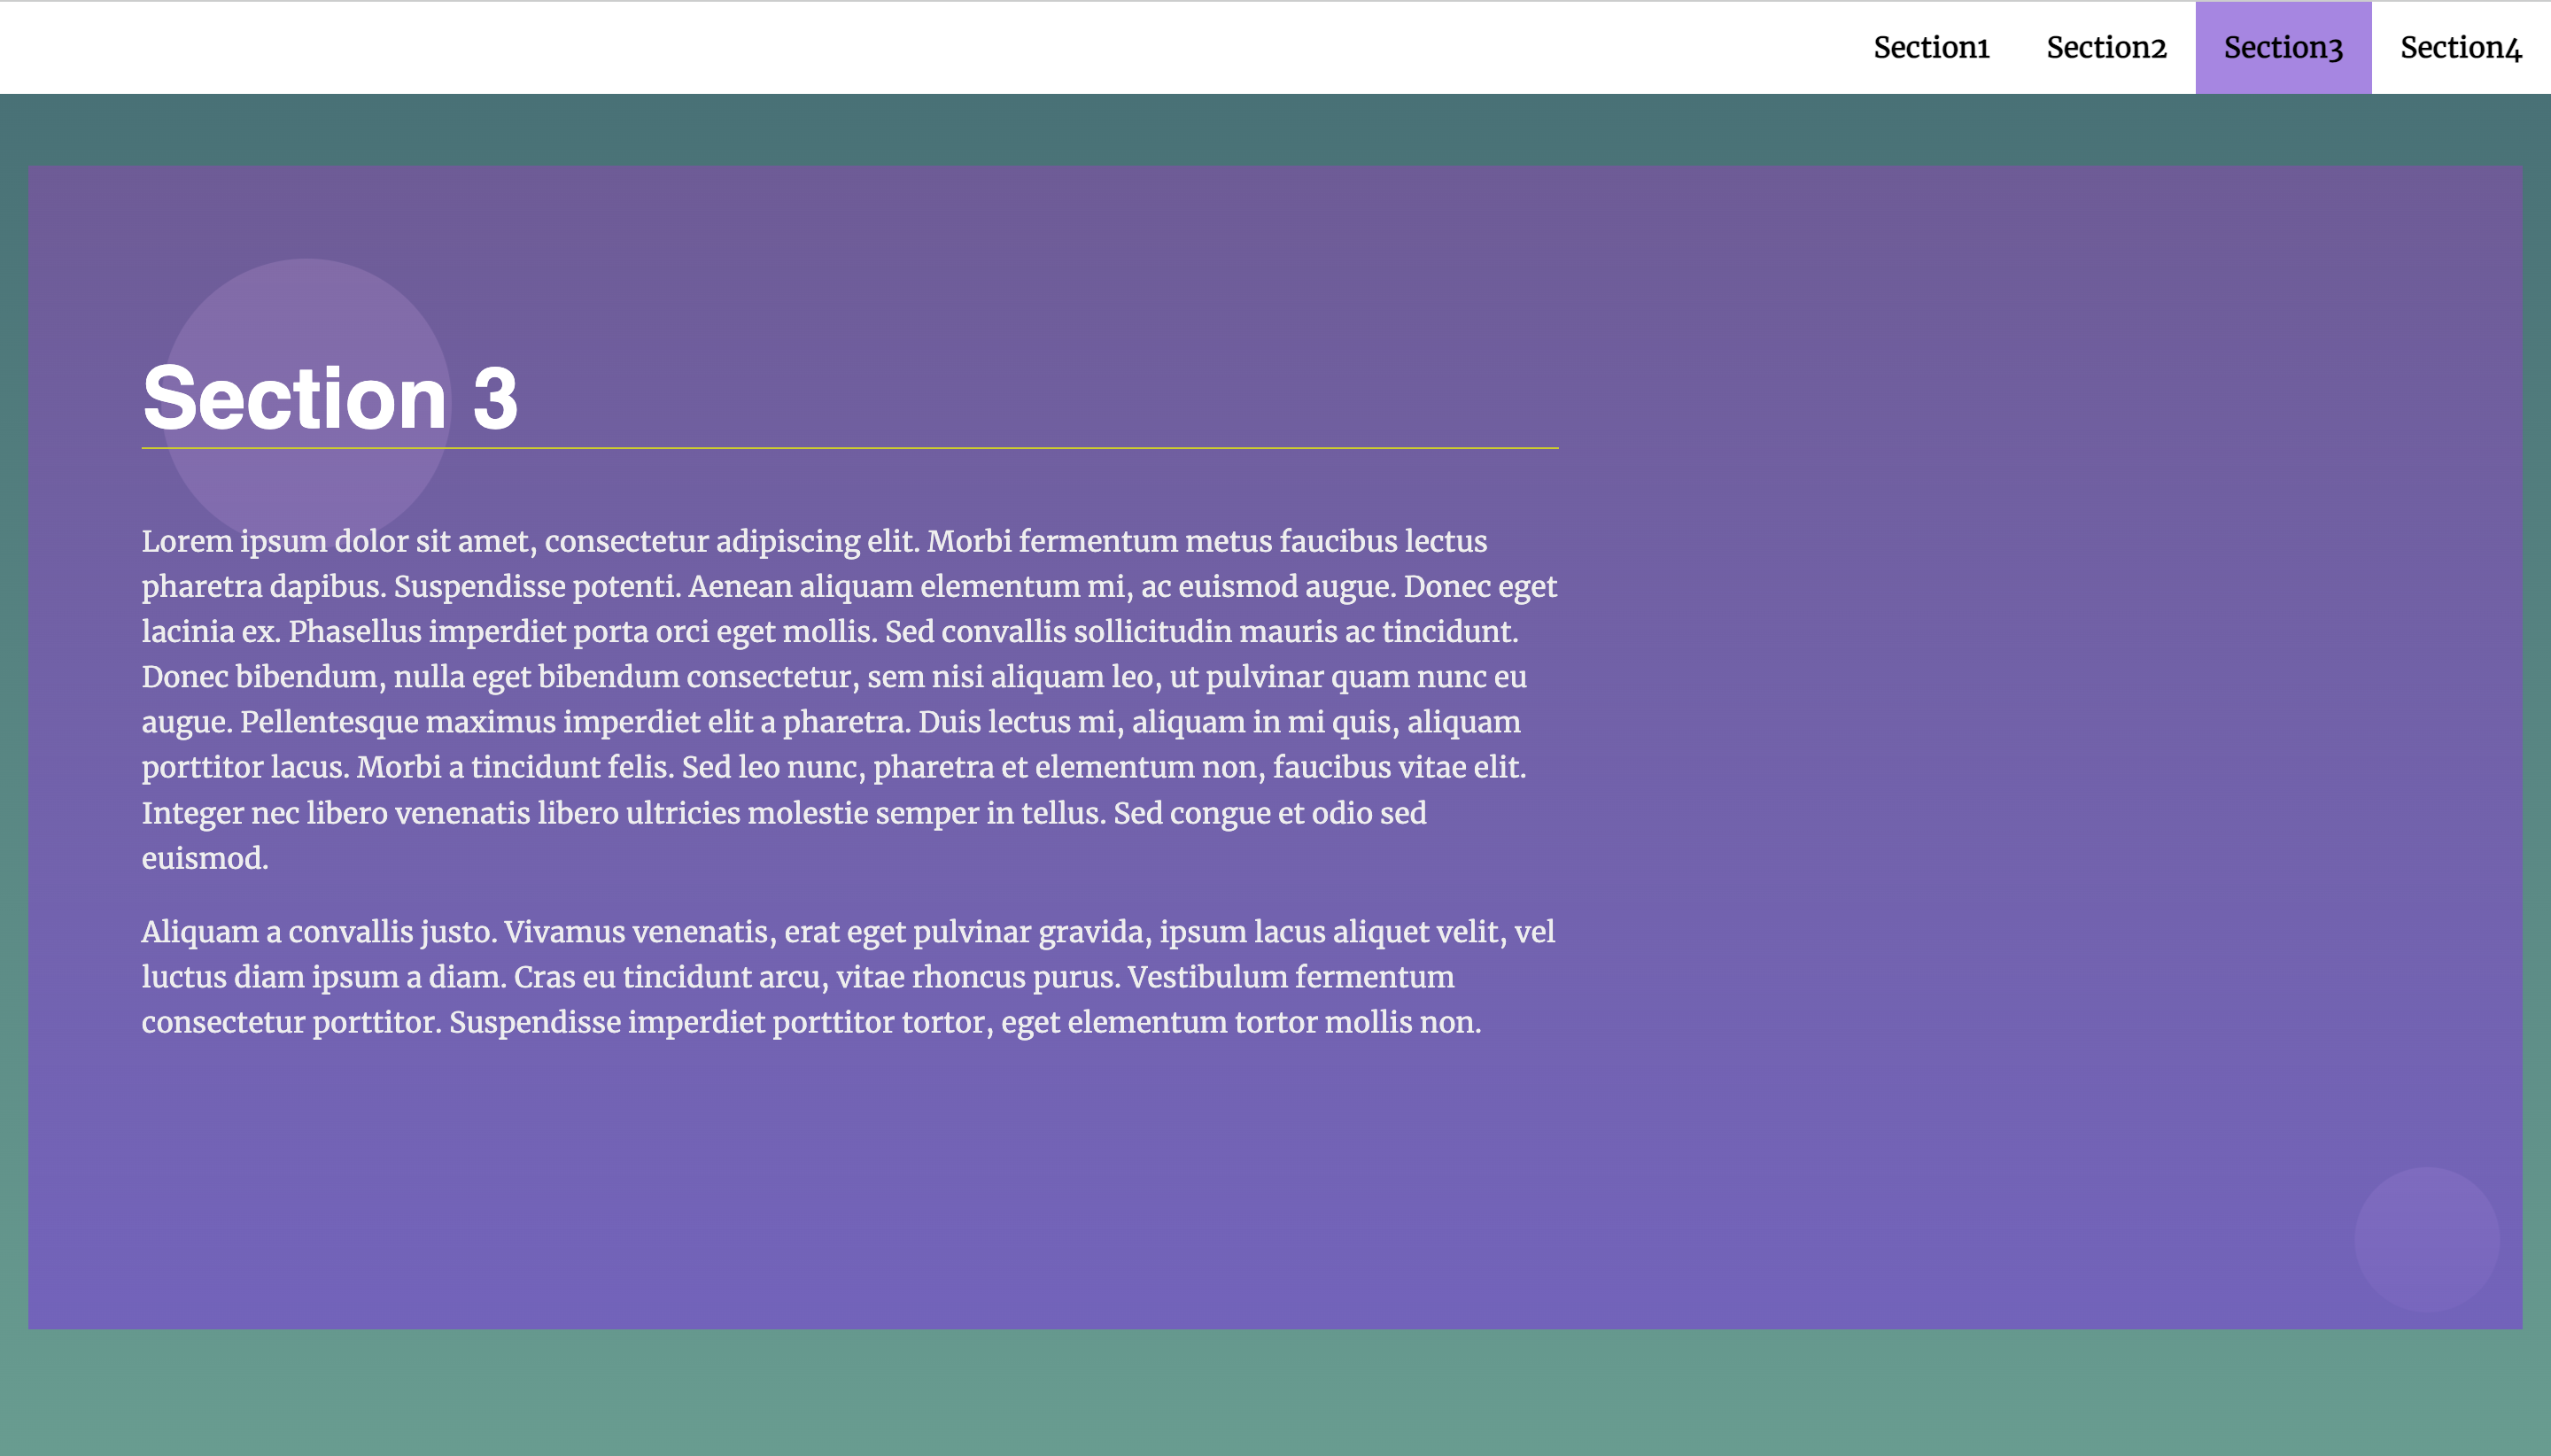 Section1 Section2 Section3 Section4
Section 3
Lorem ipsum dolor sit amet, consectetur adipiscing elit. Morbi fermentum metus faucibus lectus
pharetra dapibus. Suspendisse potenti. Aenean aliquam elementum mi, ac euismod augue. Donec eget
lacinia ex. Phasellus imperdiet porta orci eget mollis. Sed convallis sollicitudin mauris ac tincidunt.
Donec bibendum, nulla eget bibendum consectetur, sem nisi aliquam leo, ut pulvinar quam nunc eu
augue. Pellentesque maximus imperdiet elit a pharetra. Duis lectus mi, aliquam in mi quis, aliquam
porttitor lacus. Morbi a tincidunt felis. Sed leo nunc, pharetra et elementum non, faucibus vitae elit.
Integer nec libero venenatis libero ultricies molestie semper in tellus. Sed congue et odio sed
euismod.
Aliquam a convallis justo. Vivamus venenatis, erat eget pulvinar gravida, ipsum lacus aliquet velit, vel
luctus diam ipsum a diam. Cras eu tincidunt arcu, vitae rhoncus purus. Vestibulum fermentum
consectetur porttitor. Suspendisse imperdiet porttitor tortor, eget elementum tortor mollis non.